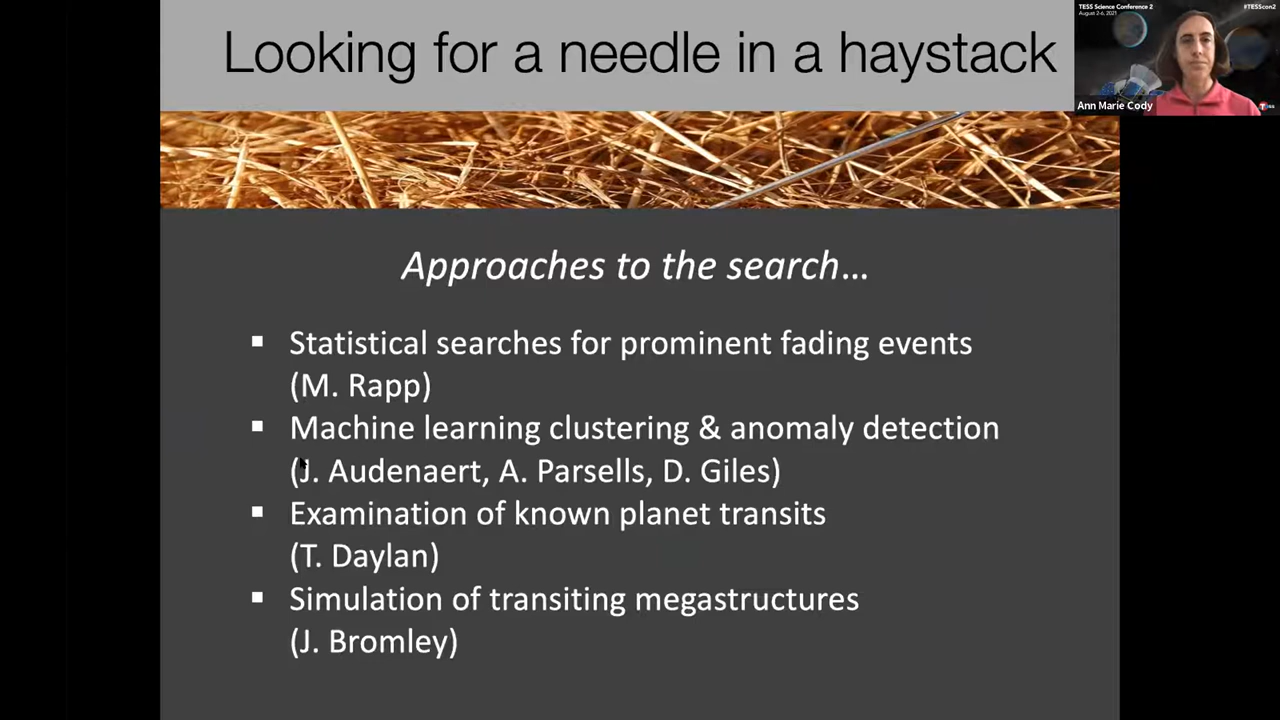 Looking for a needle in a haystack
TESS Science Conference 2
August 2-6, 2021
#TESScon2
Ann Marie Cody
TESS
Approaches to the search…
▪ Statistical searches for prominent fading events
(M. Rapp)
▪ Machine learning clustering & anomaly detection
(J. Audenaert, A. Parsells, D. Giles)
▪ Examination of known planet transits
(T. Daylan)
▪ Simulation of transiting megastructures
(J. Bromley)